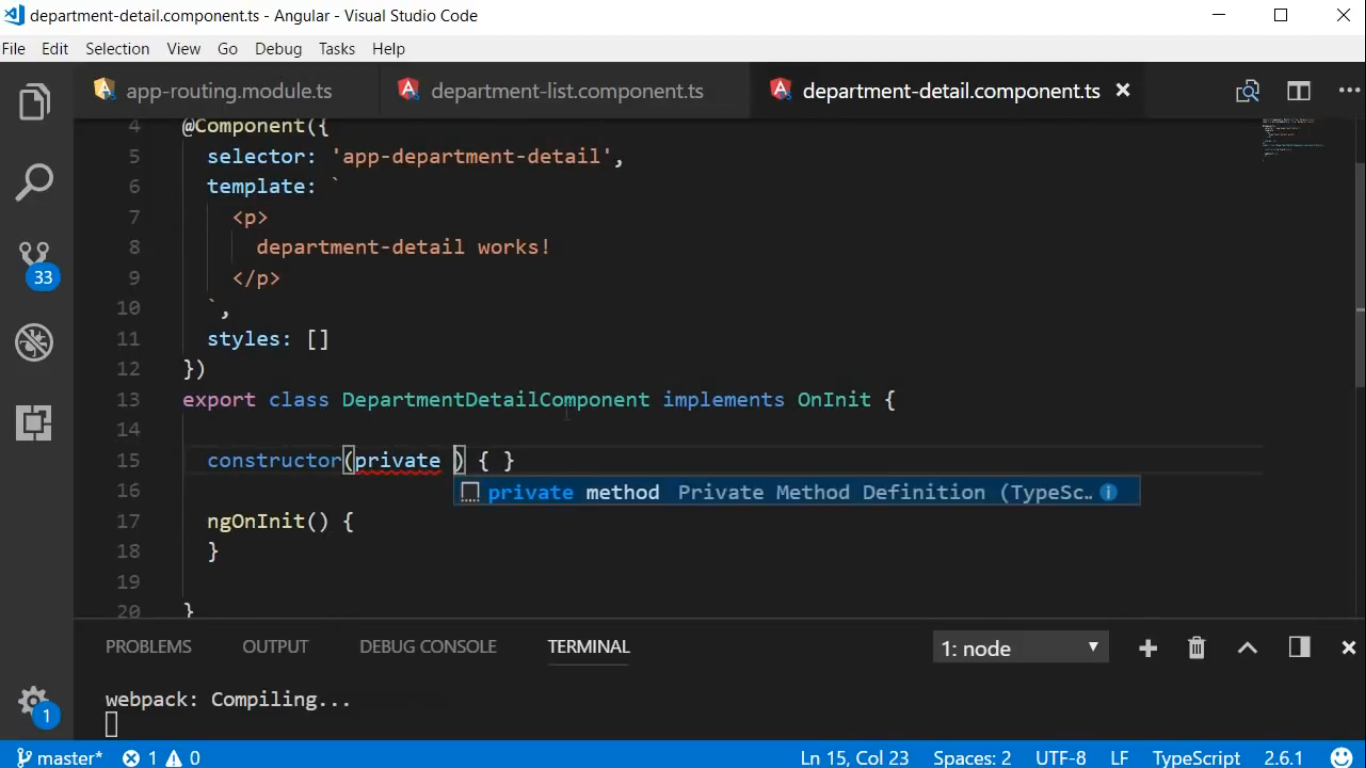 department-detail.component.ts - Angular - Visual Studio Code
File Edit Selection View Go Debug Tasks Help
app-routing.module.ts department-list.component.ts department-detail.component.ts
4 @Component({
5 selector: 'app-department-detail',
6 template: `
7 <p>
8 department-detail works!
9 </p>
10 `,
11 styles: []
12 })
13 export class DepartmentDetailComponent implements OnInit {
14
15 constructor(private ) { }
private method Private Method Definition (TypeSc…
16
17 ngOnInit() {
18 }
19
20 }
33
PROBLEMS OUTPUT DEBUG CONSOLE TERMINAL 1: node
webpack: Compiling...
1
master* 1 0 Ln 15, Col 23 Spaces: 2 UTF-8 LF TypeScript 2.6.1